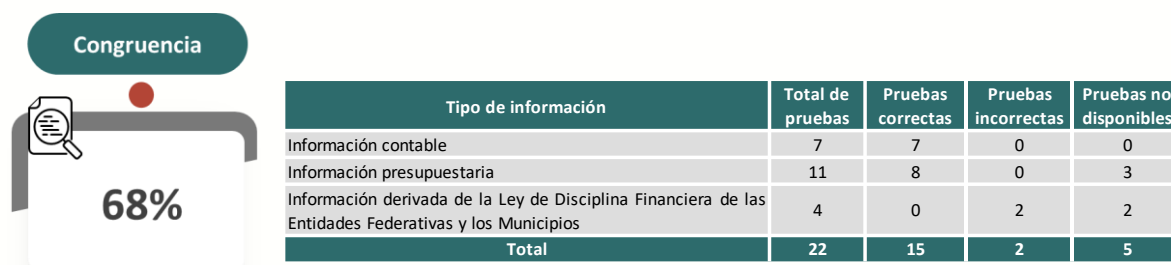 Congruencia
68%
Tipo de información Total de pruebas Pruebas correctas Pruebas incorrectas Pruebas no disponibles
Información contable 7 7 0 0
Información presupuestaria 11 8 0 3
Información derivada de la Ley de Disciplina Financiera de las
Entidades Federativas y los Municipios 4 0 2 2
Total 22 15 2 5